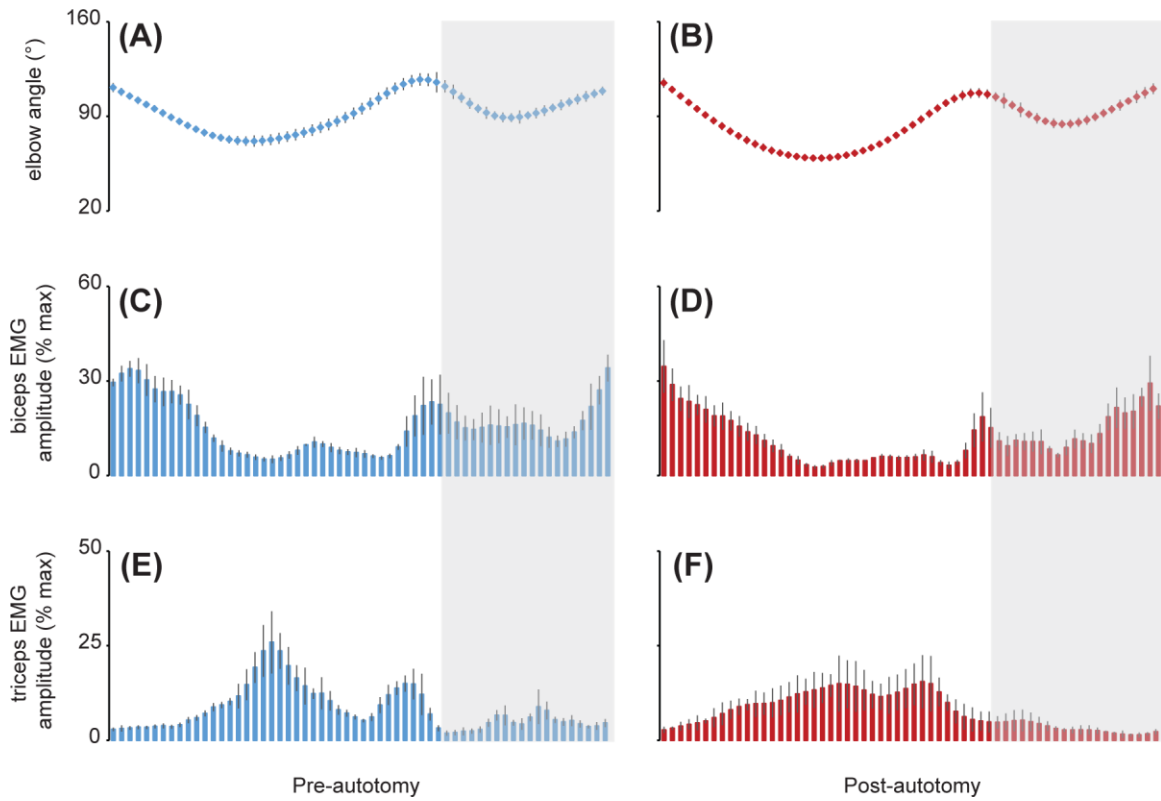 160
(A)
(B)
elbow angle (°)
90
20
60
(C)
(D)
biceps EMG
amplitude (% max)
30
0
50
(E)
(F)
triceps EMG
amplitude (% max)
25
0
Pre-autotomy
Post-autotomy